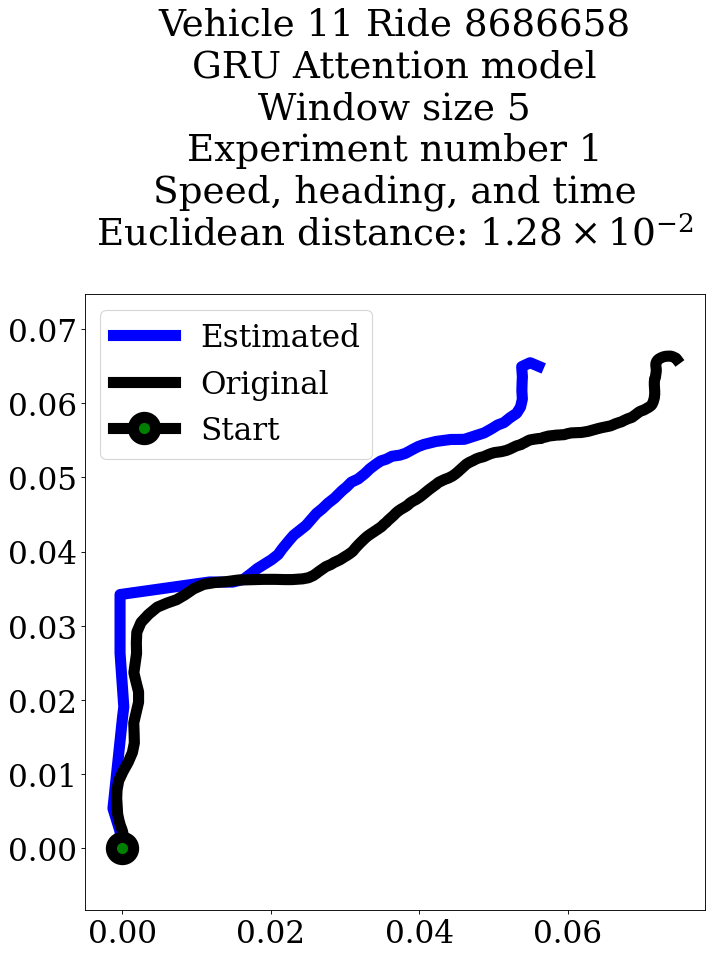 Vehicle 11 Ride 8686658
GRU Attention model
Window size 5
Experiment number 1
Speed, heading, and time
Euclidean distance: 1.28 × 10⁻²
Estimated
Original
Start
0.07
0.06
0.05
0.04
0.03
0.02
0.01
0.00
0.00 0.02 0.04 0.06